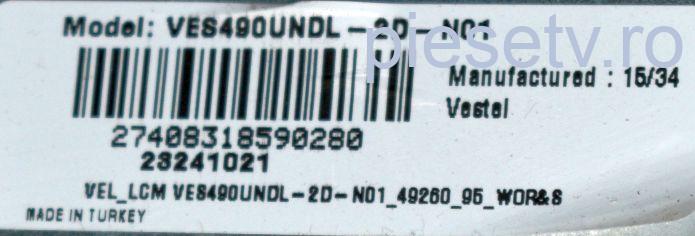 Model: VES490UNDL-2D-N01
piesetv.ro
Manufactured : 15/34
Vestel
27408318590280
23241021
VEL_LCM VES490UNDL-2D-N01_49260_95_WOR&S
MADE IN TURKEY